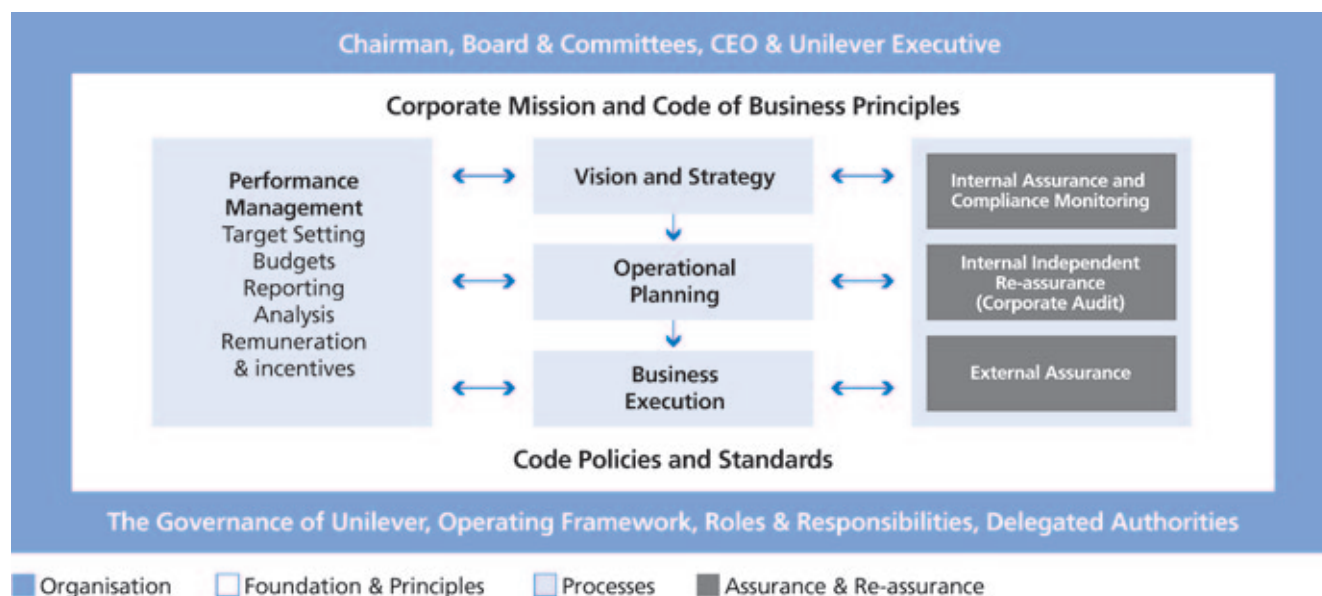 Chairman, Board & Committees, CEO & Unilever Executive
Corporate Mission and Code of Business Principles
Performance
Management
Target Setting
Budgets
Reporting
Analysis
Remuneration
& incentives
Vision and Strategy
Operational
Planning
Business
Execution
Internal Assurance and
Compliance Monitoring
Internal Independent
Re-assurance
(Corporate Audit)
External Assurance
Code Policies and Standards
The Governance of Unilever, Operating Framework, Roles & Responsibilities, Delegated Authorities
Organisation Foundation & Principles Processes Assurance & Re-assurance